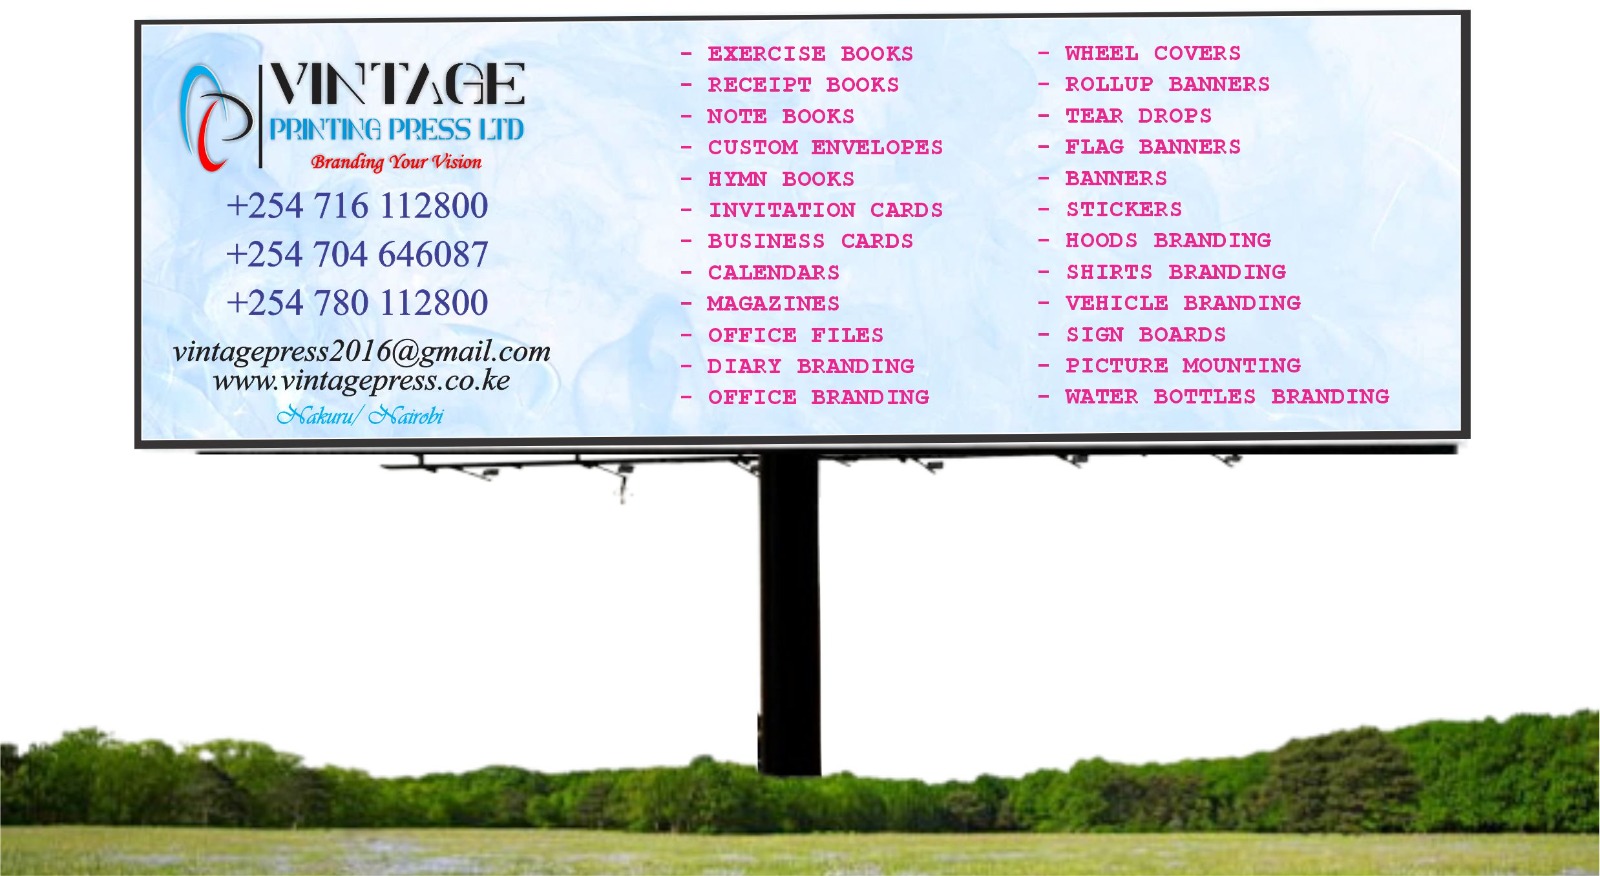 VINTAGE
PRINTING PRESS LTD
Branding Your Vision
+254 716 112800
+254 704 646087
+254 780 112800
vintagepress2016@gmail.com
www.vintagepress.co.ke
Nakuru/ Nairobi
- EXERCISE BOOKS
- RECEIPT BOOKS
- NOTE BOOKS
- CUSTOM ENVELOPES
- HYMN BOOKS
- INVITATION CARDS
- BUSINESS CARDS
- CALENDARS
- MAGAZINES
- OFFICE FILES
- DIARY BRANDING
- OFFICE BRANDING
- WHEEL COVERS
- ROLLUP BANNERS
- TEAR DROPS
- FLAG BANNERS
- BANNERS
- STICKERS
- HOODS BRANDING
- SHIRTS BRANDING
- VEHICLE BRANDING
- SIGN BOARDS
- PICTURE MOUNTING
- WATER BOTTLES BRANDING